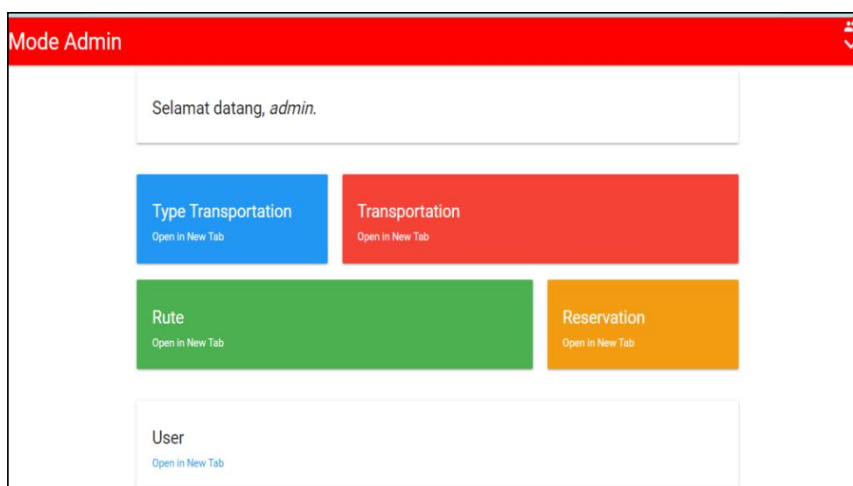 Mode Admin
Selamat datang, admin.
Type Transportation
Open in New Tab
Transportation
Open in New Tab
Rute
Open in New Tab
Reservation
Open in New Tab
User
Open in New Tab